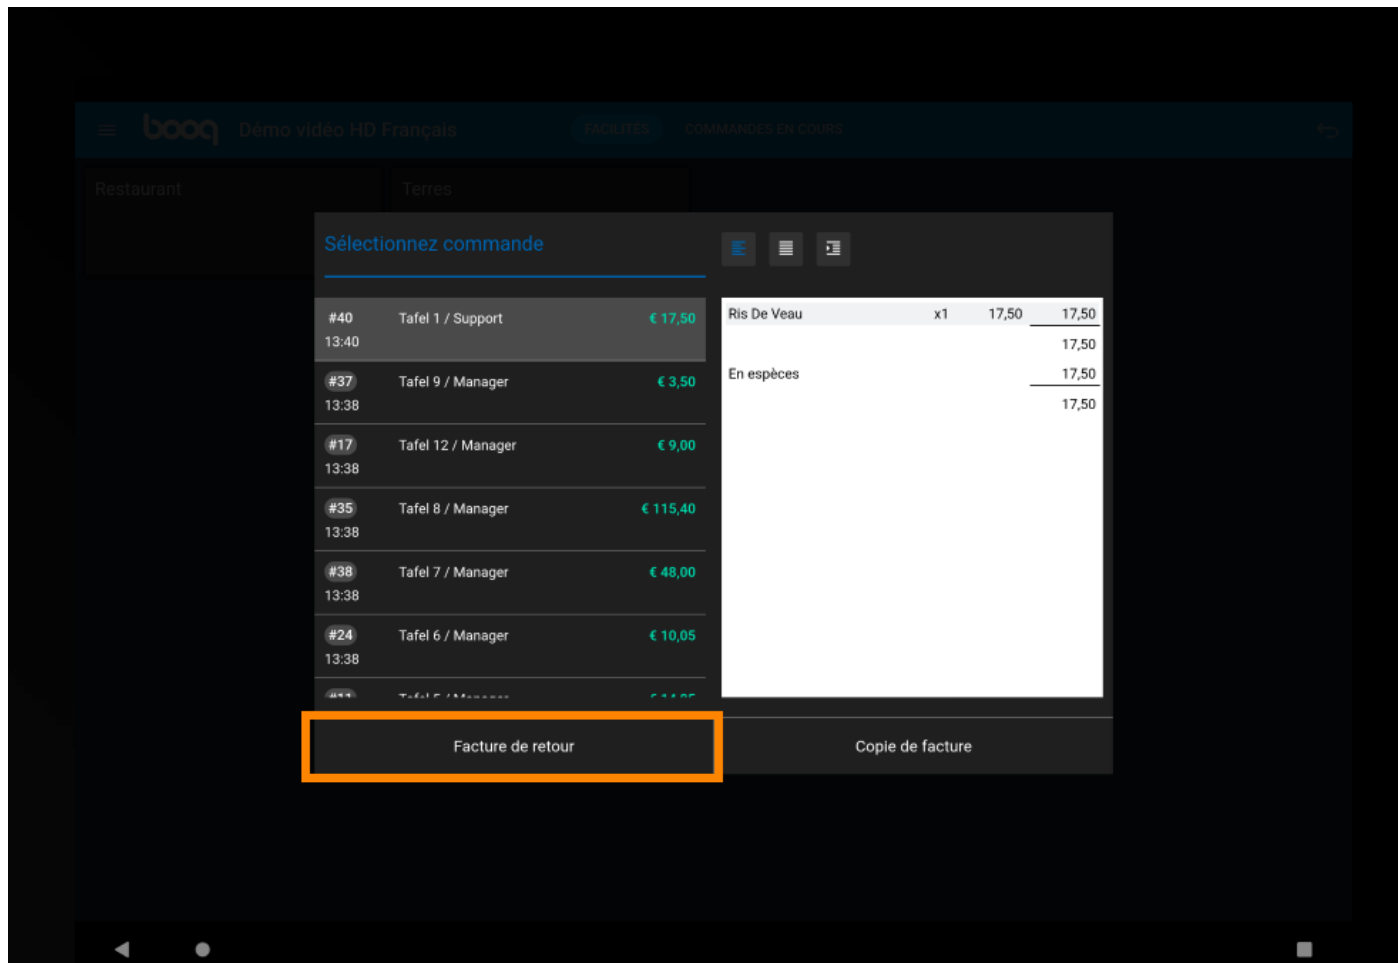 booq Démo vidéo HD Français FACILITÉS COMMANDES EN COURS
Restaurant Terres
Sélectionnez commande
#40 Tafel 1 / Support € 17,50
13:40
#37 Tafel 9 / Manager € 3,50
13:38
#17 Tafel 12 / Manager € 9,00
13:38
#35 Tafel 8 / Manager € 115,40
13:38
#38 Tafel 7 / Manager € 48,00
13:38
#24 Tafel 6 / Manager € 10,05
13:38
#11 Tafel 5 / Manager
Ris De Veau x1 17,50 17,50
17,50
En espèces 17,50
17,50
Facture de retour Copie de facture